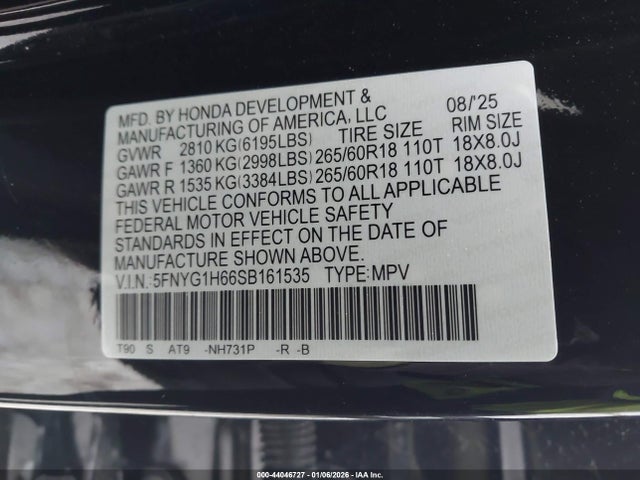 MFD. BY HONDA DEVELOPMENT & 08/'25
MANUFACTURING OF AMERICA, LLC
GVWR 2810 KG(6195LBS) TIRE SIZE RIM SIZE
GAWR F 1360 KG(2998LBS) 265/60R18 110T 18X8.0J
GAWR R 1535 KG(3384LBS) 265/60R18 110T 18X8.0J
THIS VEHICLE CONFORMS TO ALL APPLICABLE
FEDERAL MOTOR VEHICLE SAFETY
STANDARDS IN EFFECT ON THE DATE OF
MANUFACTURE SHOWN ABOVE.
V.I.N.:5FNYG1H66SB161535 TYPE:MPV
T90 S AT9 -NH731P -R -B
000-44046727 - 01/06/2026 - IAA Inc.